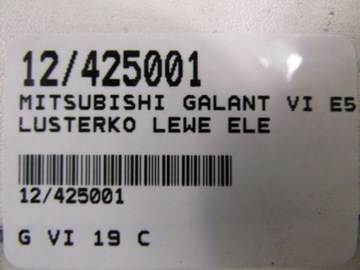 12/425001
MITSUBISHI GALANT VI E5
LUSTERKO LEWE ELE
12/425001
G VI 19 C